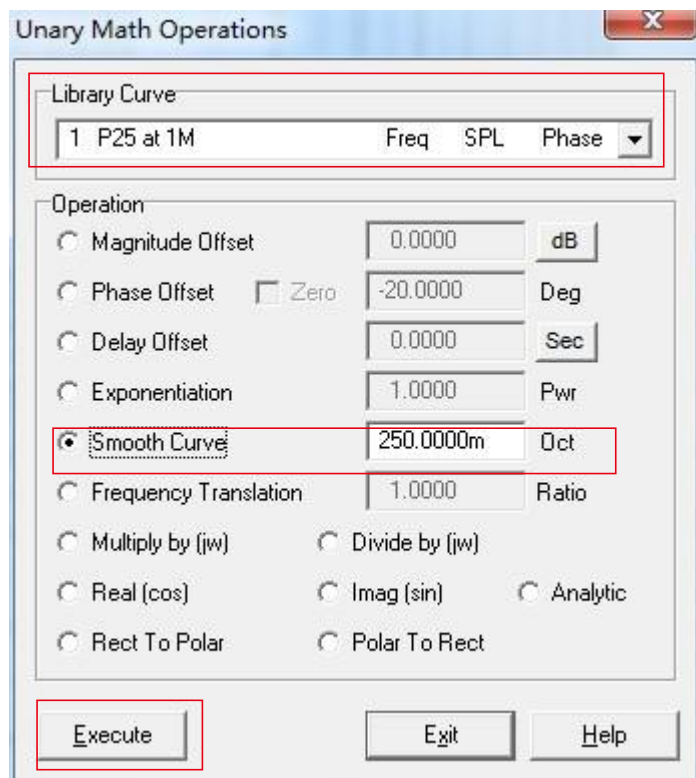 Unary Math Operations
Library Curve
1 P25 at 1M Freq SPL Phase
Operation
Magnitude Offset 0.0000 dB
Phase Offset Zero -20.0000 Deg
Delay Offset 0.0000 Sec
Exponentiation 1.0000 Pwr
Smooth Curve 250.0000m Oct
Frequency Translation 1.0000 Ratio
Multiply by (jw) Divide by (jw)
Real (cos) Imag (sin) Analytic
Rect To Polar Polar To Rect
Execute Exit Help